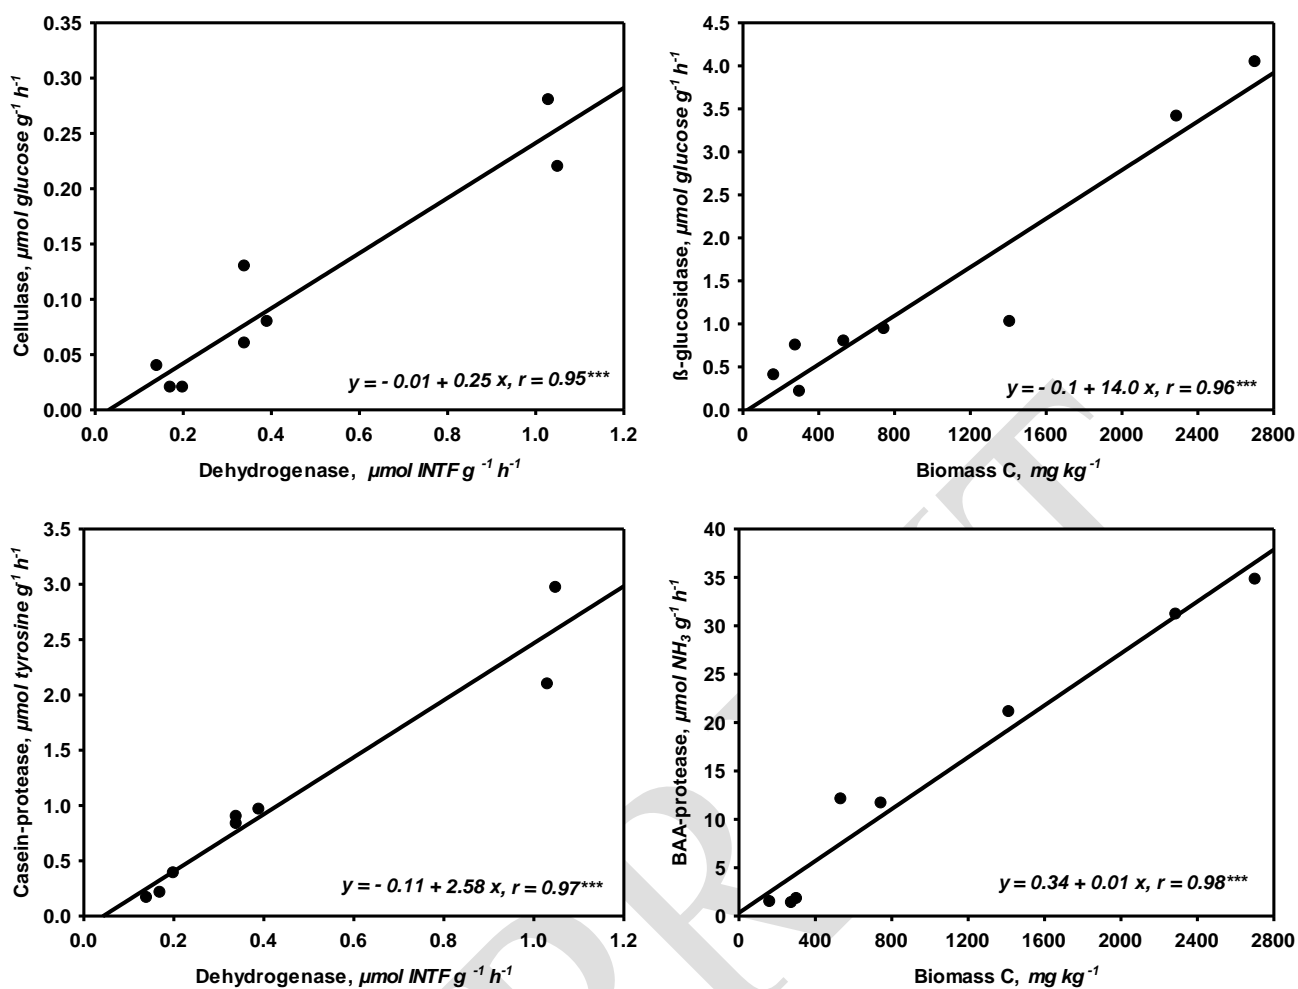 Cellulase, µmol glucose g⁻¹ h⁻¹
0.35
0.30
0.25
0.20
0.15
0.10
0.05
0.00
y = - 0.01 + 0.25 x, r = 0.95***
0.0 0.2 0.4 0.6 0.8 1.0 1.2
Dehydrogenase, µmol INTF g ⁻¹ h⁻¹
ß-glucosidase, µmol glucose g⁻¹ h⁻¹
4.5
4.0
3.5
3.0
2.5
2.0
1.5
1.0
0.5
0.0
y = - 0.1 + 14.0 x, r = 0.96***
0 400 800 1200 1600 2000 2400 2800
Biomass C, mg kg⁻¹
Casein-protease, µmol tyrosine g⁻¹ h⁻¹
3.5
3.0
2.5
2.0
1.5
1.0
0.5
0.0
y = - 0.11 + 2.58 x, r = 0.97***
0.0 0.2 0.4 0.6 0.8 1.0 1.2
Dehydrogenase, µmol INTF g ⁻¹ h⁻¹
BAA-protease, µmol NH₃ g⁻¹ h⁻¹
40
35
30
25
20
15
10
5
0
y = 0.34 + 0.01 x, r = 0.98***
0 400 800 1200 1600 2000 2400 2800
Biomass C, mg kg⁻¹